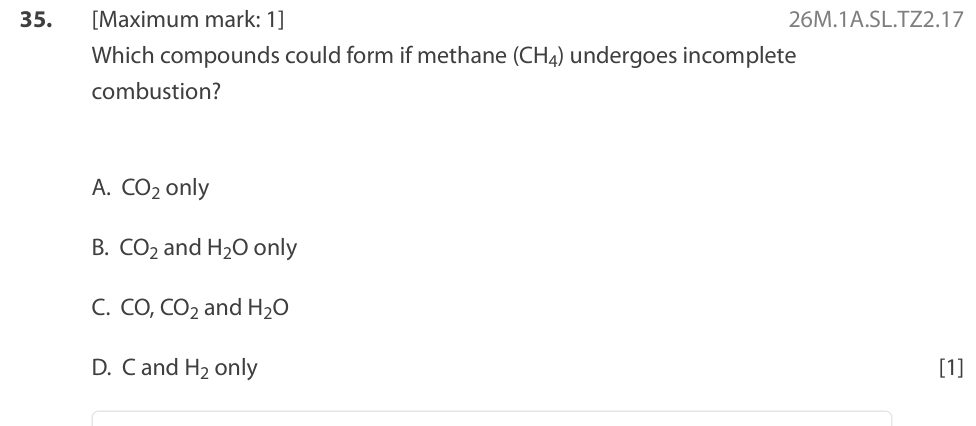 35. [Maximum mark: 1] 26M.1A.SL.TZ2.17
Which compounds could form if methane (CH₄) undergoes incomplete
combustion?
A. CO₂ only
B. CO₂ and H₂O only
C. CO, CO₂ and H₂O
D. C and H₂ only [1]